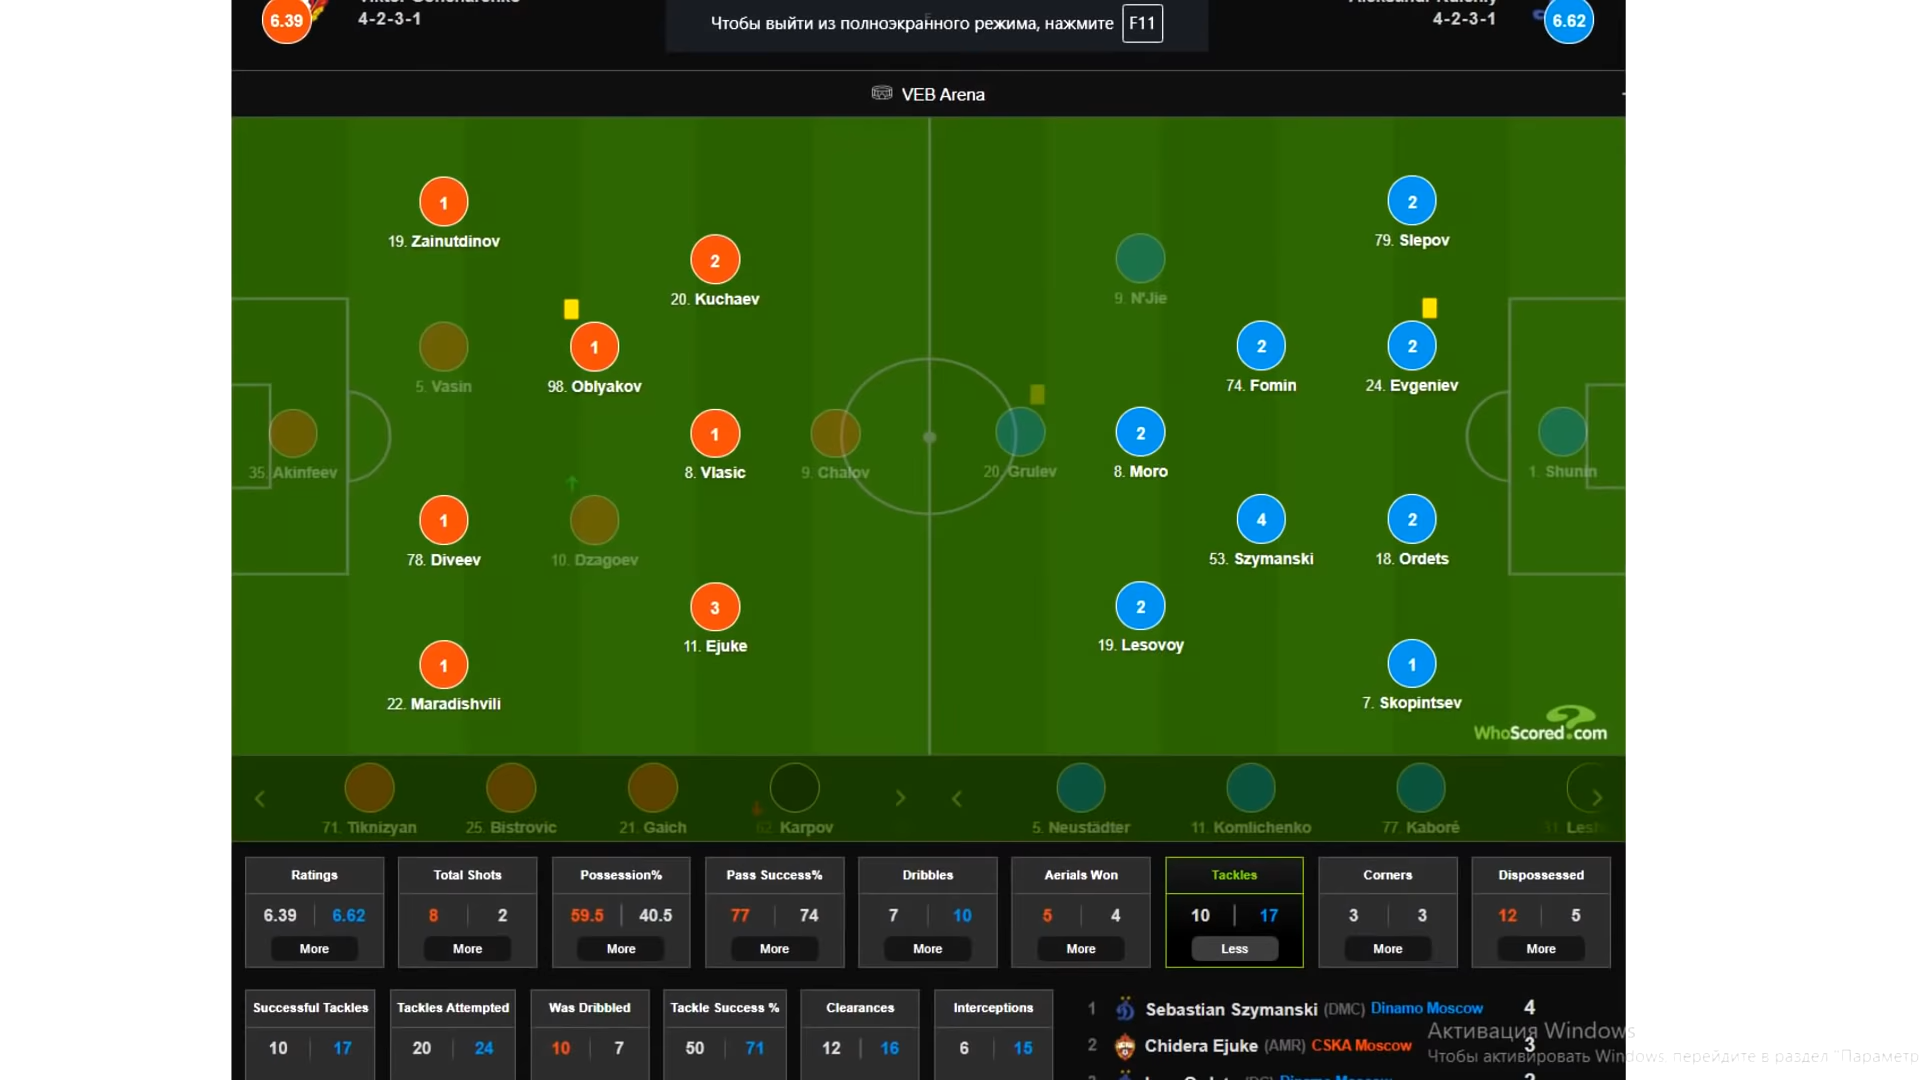 6.39
4-2-3-1
Чтобы выйти из полноэкранного режима, нажмите F11
4-2-3-1
6.62
VEB Arena
1
19. Zainutdinov
2
20. Kuchaev
9. N'Jie
2
79. Slepov
5. Vasin
1
98. Oblyakov
2
74. Fomin
2
24. Evgeniev
35. Akinfeev
1
8. Vlasic
9. Chalov
20. Grulev
2
8. Moro
1. Shunin
1
78. Diveev
10. Dzagoev
4
53. Szymanski
2
18. Ordets
3
11. Ejuke
2
19. Lesovoy
1
22. Maradishvili
1
7. Skopintsev
WhoScored.com
71. Tiknizyan
25. Bistrovic
21. Gaich
62. Karpov
5. Neustädter
11. Komlichenko
77. Kaboré
Ratings
6.39 6.62
More
Total Shots
8 2
More
Possession%
59.5 40.5
More
Pass Success%
77 74
More
Dribbles
7 10
More
Aerials Won
5 4
More
Tackles
10 17
Less
Corners
3 3
More
Dispossessed
12 5
More
Successful Tackles
10 17
Tackles Attempted
20 24
Was Dribbled
10 7
Tackle Success %
50 71
Clearances
12 16
Interceptions
6 15
1 Sebastian Szymanski (DMC) Dinamo Moscow 4
2 Chidera Ejuke (AMR) CSKA Moscow 3
Активация Windows
Чтобы активировать Windows, перейдите в раздел "Параметр